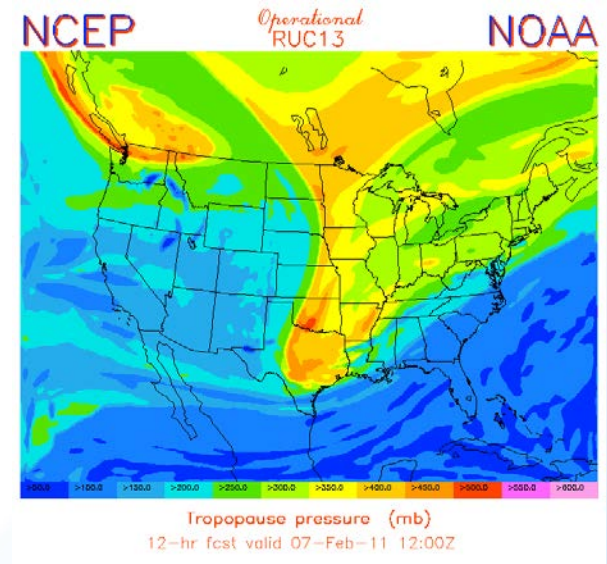 NCEP
Operational
RUC13
NOAA
>50.0 >100.0 >150.0 >200.0 >250.0 >300.0 >350.0 >400.0 >450.0 >500.0 >550.0 >600.0
Tropopause pressure (mb)
12-hr fcst valid 07-Feb-11 12:00Z